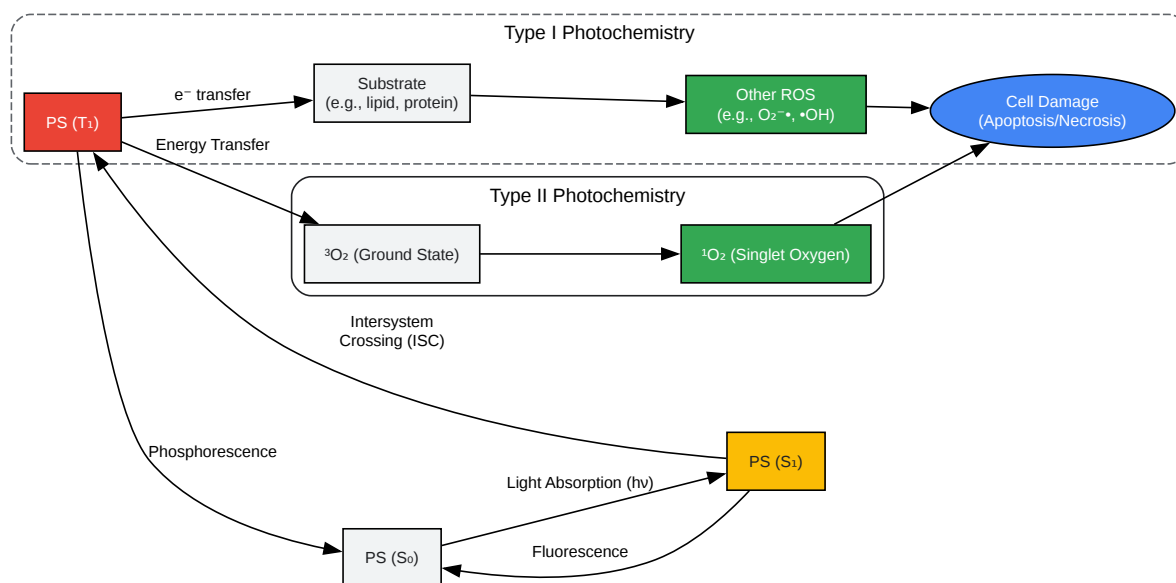 Type I Photochemistry
e⁻ transfer
Substrate
(e.g., lipid, protein)
Other ROS
(e.g., O₂⁻•, •OH)
Cell Damage
(Apoptosis/Necrosis)
PS (T₁)
Energy Transfer
Type II Photochemistry
³O₂ (Ground State)
¹O₂ (Singlet Oxygen)
Intersystem
Crossing (ISC)
Phosphorescence
PS (S₁)
Light Absorption (hν)
Fluorescence
PS (S₀)